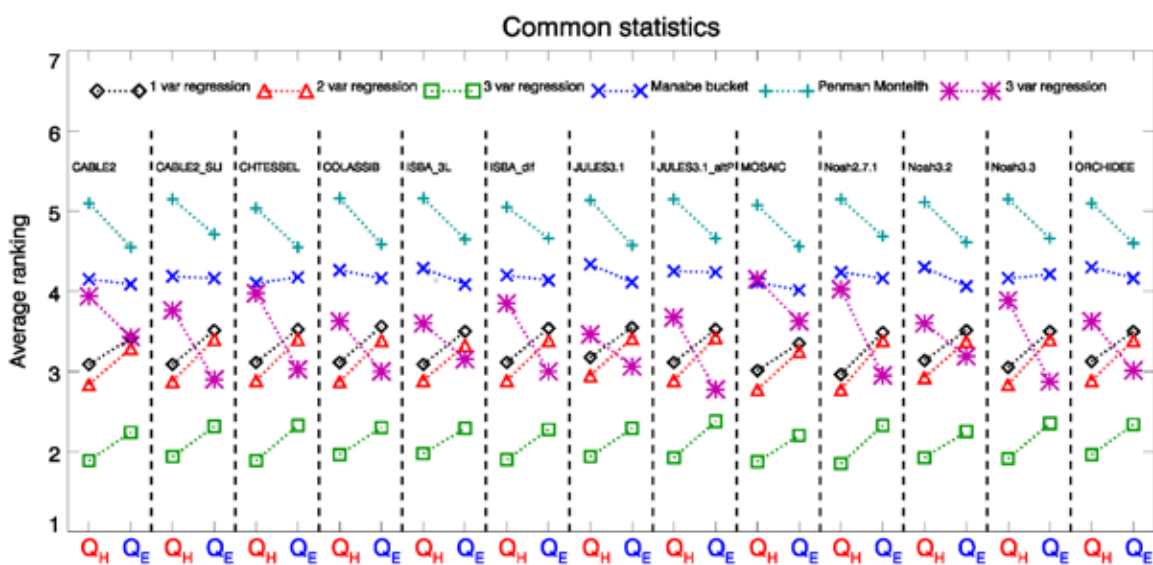 Common statistics
7
1 var regression 2 var regression 3 var regression Manabe bucket Penman Monteith 3 var regression
6
CABLE2 CABLE2_SLI CHTESSEL COLASSIB ISBA_3L ISBA_dif JULES3.1 JULES3.1_altP MOSAIC Noah2.7.1 Noah3.2 Noah3.3 ORCHIDEE
5
4
3
2
1
Average ranking
QH QE QH QE QH QE QH QE QH QE QH QE QH QE QH QE QH QE QH QE QH QE QH QE QH QE